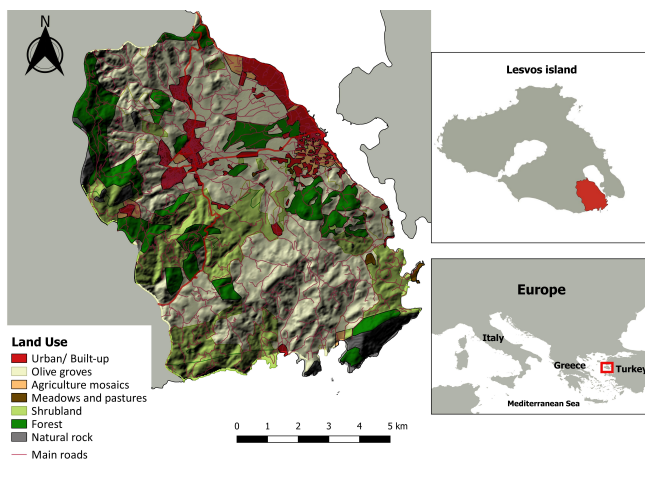 N
Lesvos island
Europe
Italy
Greece
Turkey
Mediterranean Sea
Land Use
Urban/ Built-up
Olive groves
Agriculture mosaics
Meadows and pastures
Shrubland
Forest
Natural rock
Main roads
0 1 2 3 4 5 km